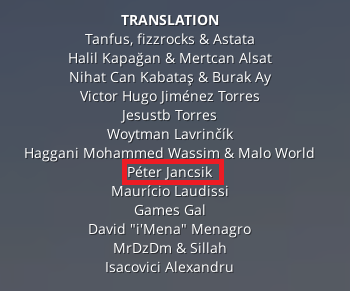 TRANSLATION
Tanfus, fizzrocks & Astata
Halil Kapağan & Mertcan Alsat
Nihat Can Kabataş & Burak Ay
Victor Hugo Jiménez Torres
Jesustb Torres
Woytman Lavrinčík
Haggani Mohammed Wassim & Malo World
Péter Jancsik
Maurício Laudissi
Games Gal
David "i'Mena" Menagro
MrDzDm & Sillah
Isacovici Alexandru